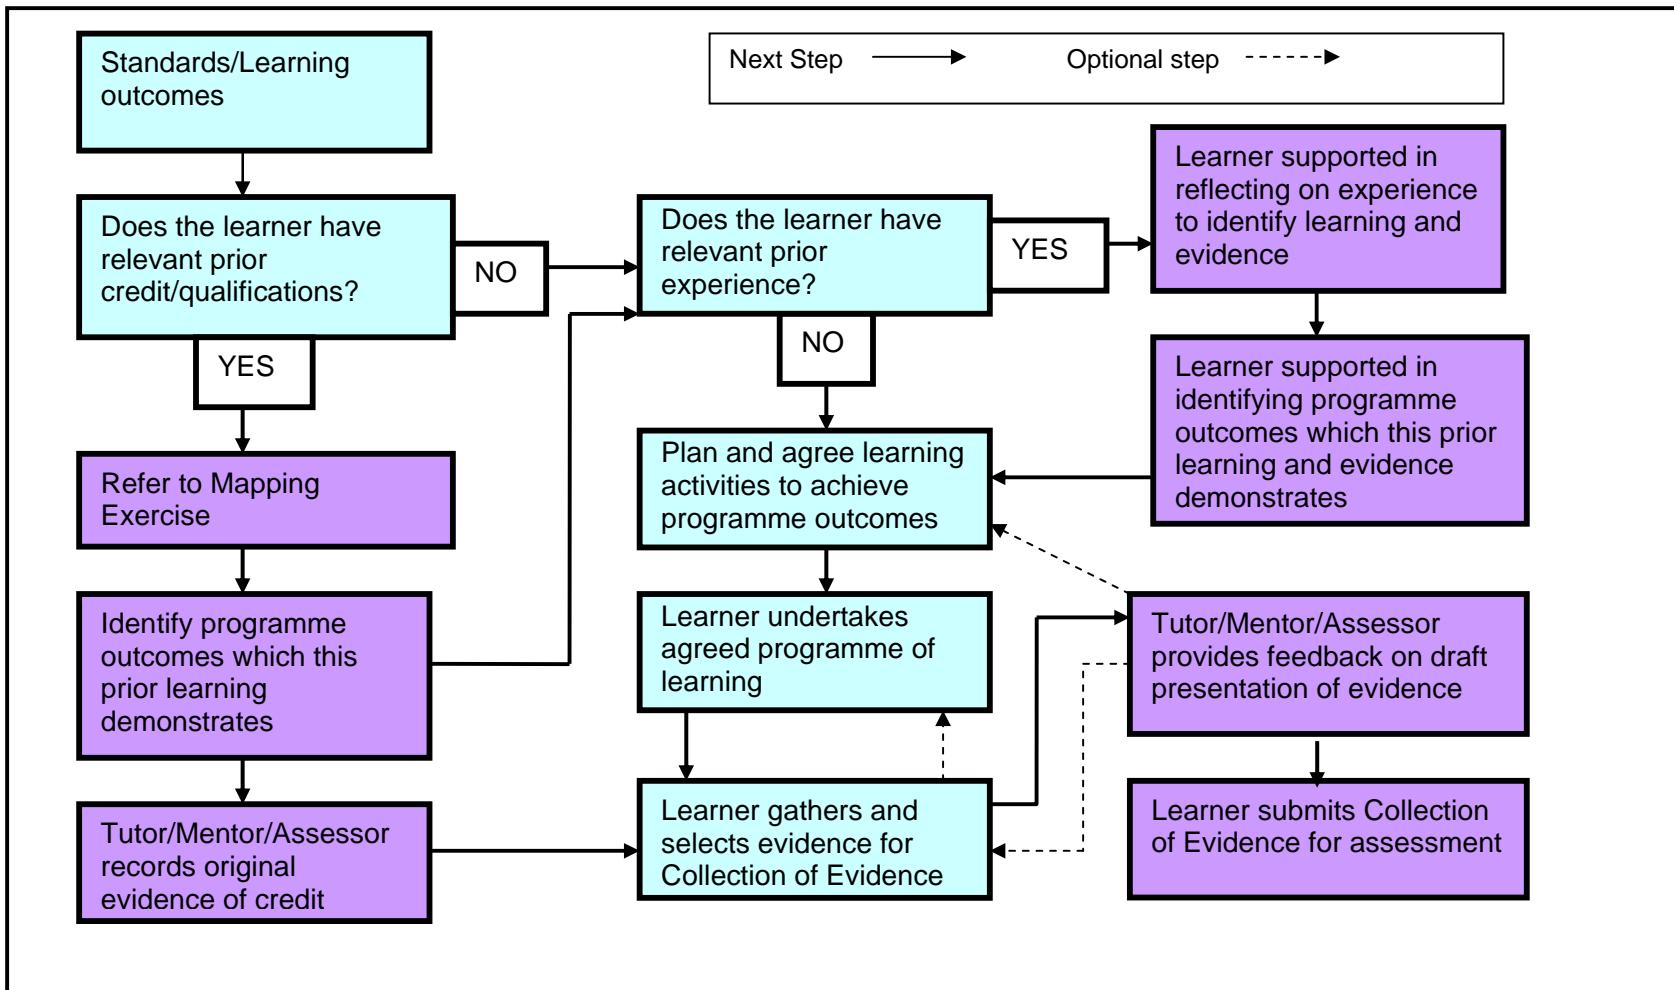 Standards/Learning
outcomes
Next Step
Optional step
Does the learner have
relevant prior
credit/qualifications?
NO
YES
Does the learner have
relevant prior
experience?
YES
NO
Learner supported in
reflecting on experience
to identify learning and
evidence
Learner supported in
identifying programme
outcomes which this prior
learning and evidence
demonstrates
Refer to Mapping
Exercise
Plan and agree learning
activities to achieve
programme outcomes
Identify programme
outcomes which this
prior learning
demonstrates
Learner undertakes
agreed programme of
learning
Tutor/Mentor/Assessor
provides feedback on draft
presentation of evidence
Tutor/Mentor/Assessor
records original
evidence of credit
Learner gathers and
selects evidence for
Collection of Evidence
Learner submits Collection
of Evidence for assessment